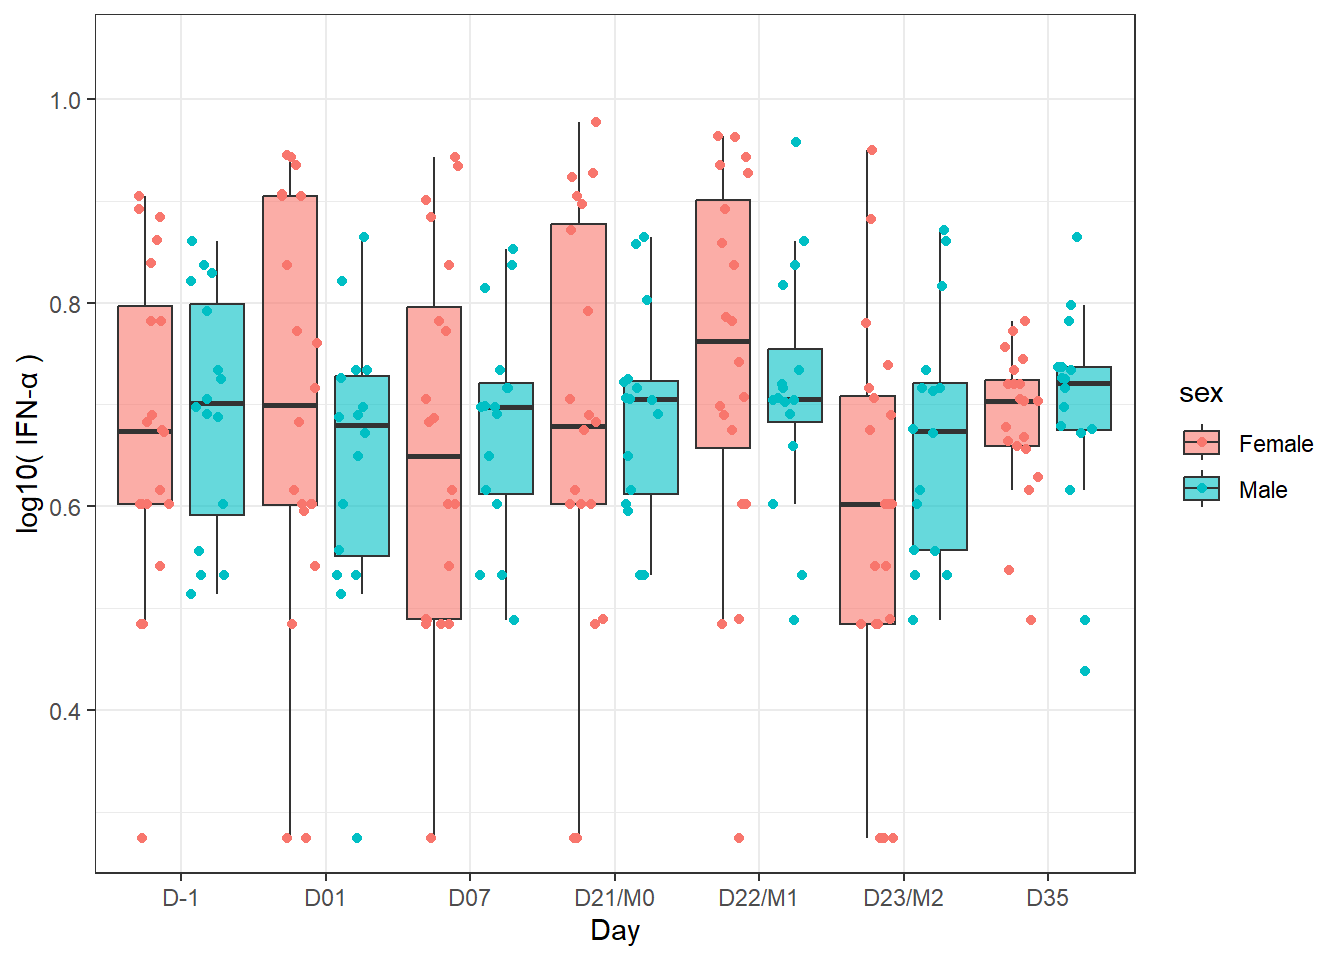 1.0
0.8
0.6
0.4
log10( IFN-α )
D-1
D01
D07
D21/M0
D22/M1
D23/M2
D35
Day
sex
Female
Male